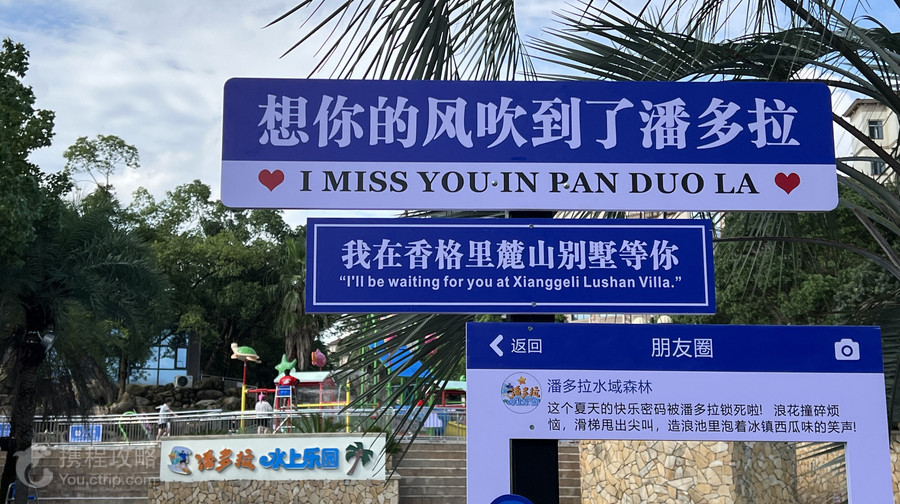 想你的风吹到了潘多拉
I MISS YOU IN PAN DUO LA
我在香格里麓山别墅等你
“I'll be waiting for you at Xianggeli Lushan Villa.”
返回
朋友圈
潘多拉水域森林
这个夏天的快乐密码被潘多拉锁死啦！浪花撞碎烦
恼，滑梯甩出尖叫，造浪池里泡着冰镇西瓜味的笑声！
潘多拉
潘多拉 水上乐园
携程攻略
You.ctrip.com